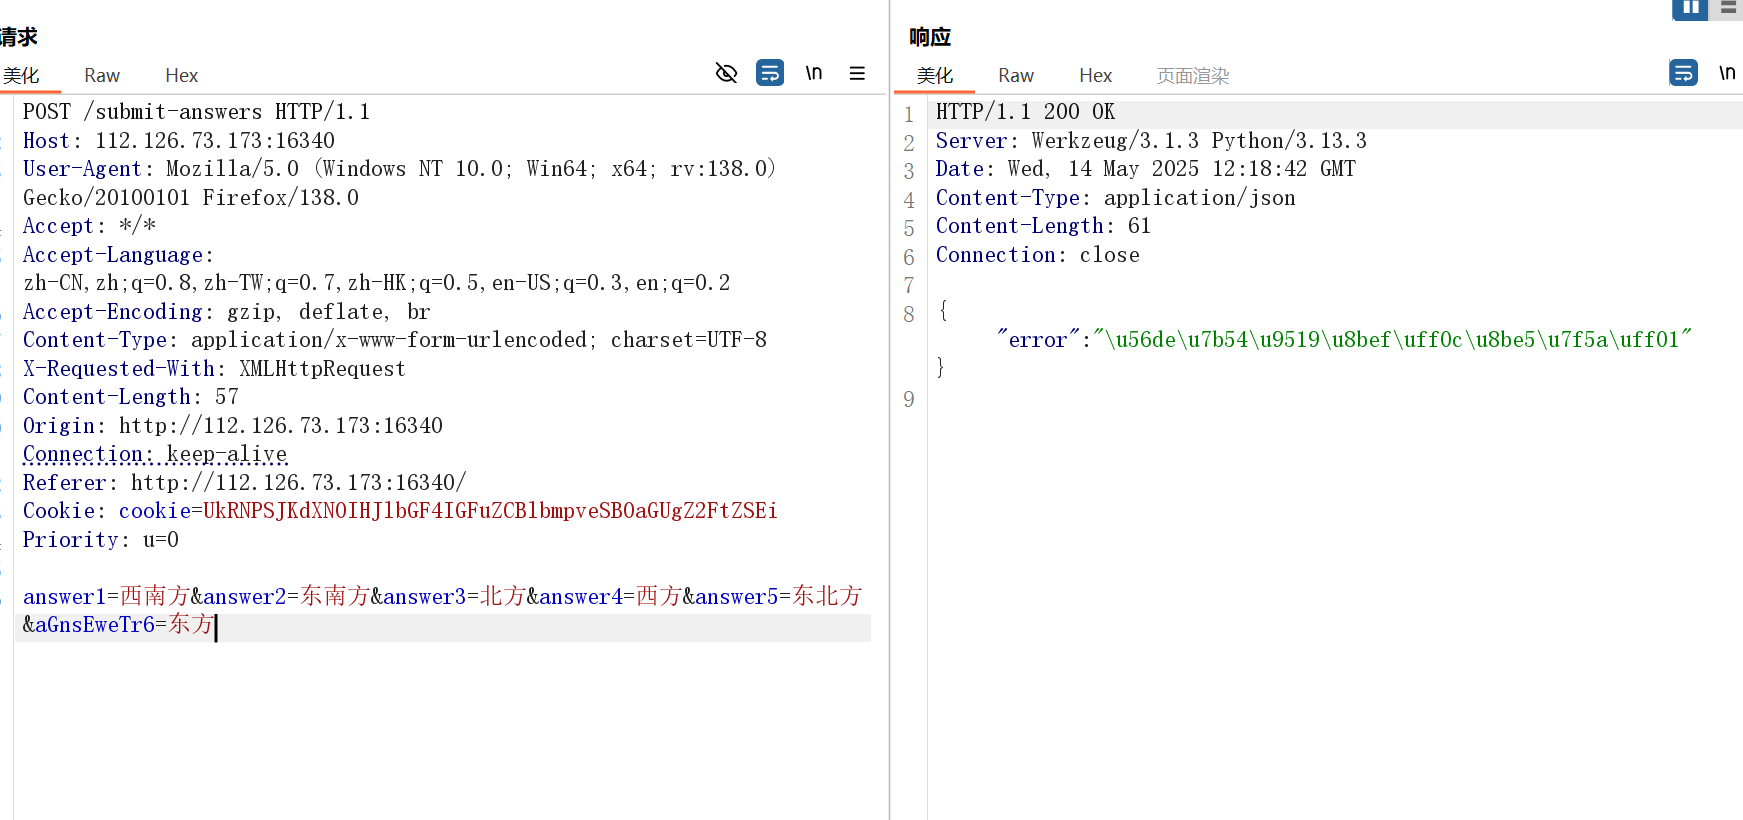 请求
美化 Raw Hex \n
POST /submit-answers HTTP/1.1
Host: 112.126.73.173:16340
User-Agent: Mozilla/5.0 (Windows NT 10.0; Win64; x64; rv:138.0)
Gecko/20100101 Firefox/138.0
Accept: */*
Accept-Language:
zh-CN,zh;q=0.8,zh-TW;q=0.7,zh-HK;q=0.5,en-US;q=0.3,en;q=0.2
Accept-Encoding: gzip, deflate, br
Content-Type: application/x-www-form-urlencoded; charset=UTF-8
X-Requested-With: XMLHttpRequest
Content-Length: 57
Origin: http://112.126.73.173:16340
Connection: keep-alive
Referer: http://112.126.73.173:16340/
Cookie: cookie=UkRNPSJKdXN0IHJlbGF4IGFuZCBlbmpveSB0aGUgZ2FtZSEi
Priority: u=0
answer1=西南方&answer2=东南方&answer3=北方&answer4=西方&answer5=东北方
&aGnsEweTr6=东方
响应
美化 Raw Hex 页面渲染 \n
1 HTTP/1.1 200 OK
2 Server: Werkzeug/3.1.3 Python/3.13.3
3 Date: Wed, 14 May 2025 12:18:42 GMT
4 Content-Type: application/json
5 Content-Length: 61
6 Connection: close
7
8 {
"error":"\u56de\u7b54\u9519\u8bef\uff0c\u8be5\u7f5a\uff01"
}
9